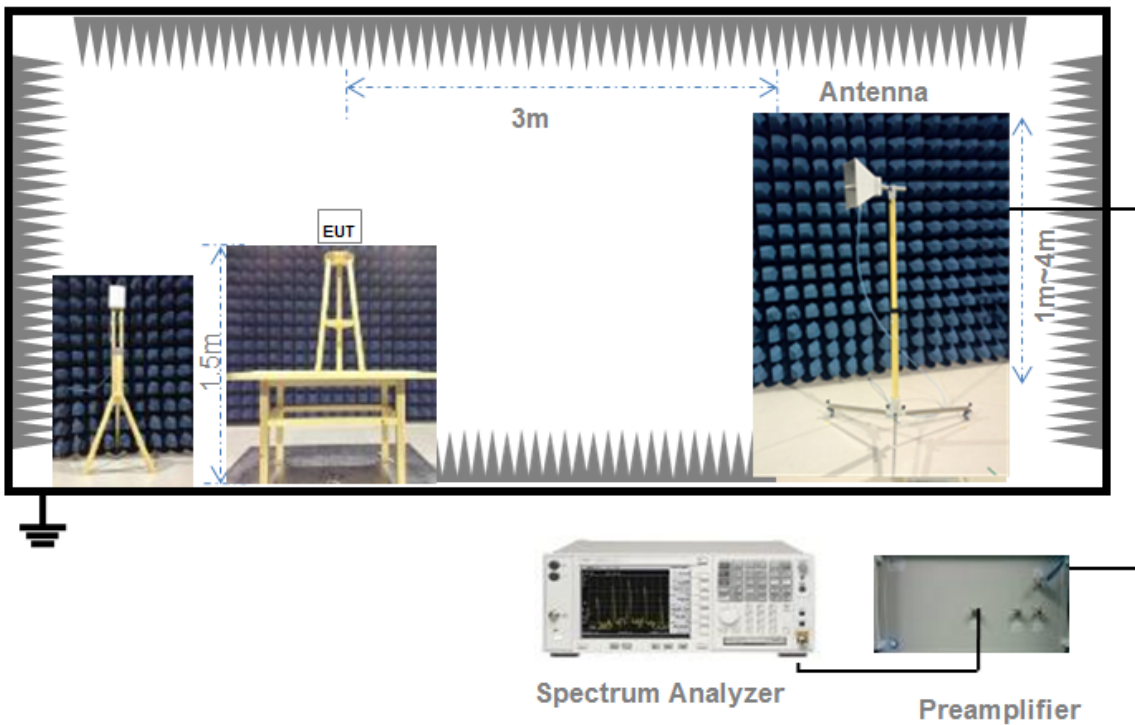 Antenna
3m
EUT
1.5m
1m~4m
Spectrum Analyzer
Preamplifier